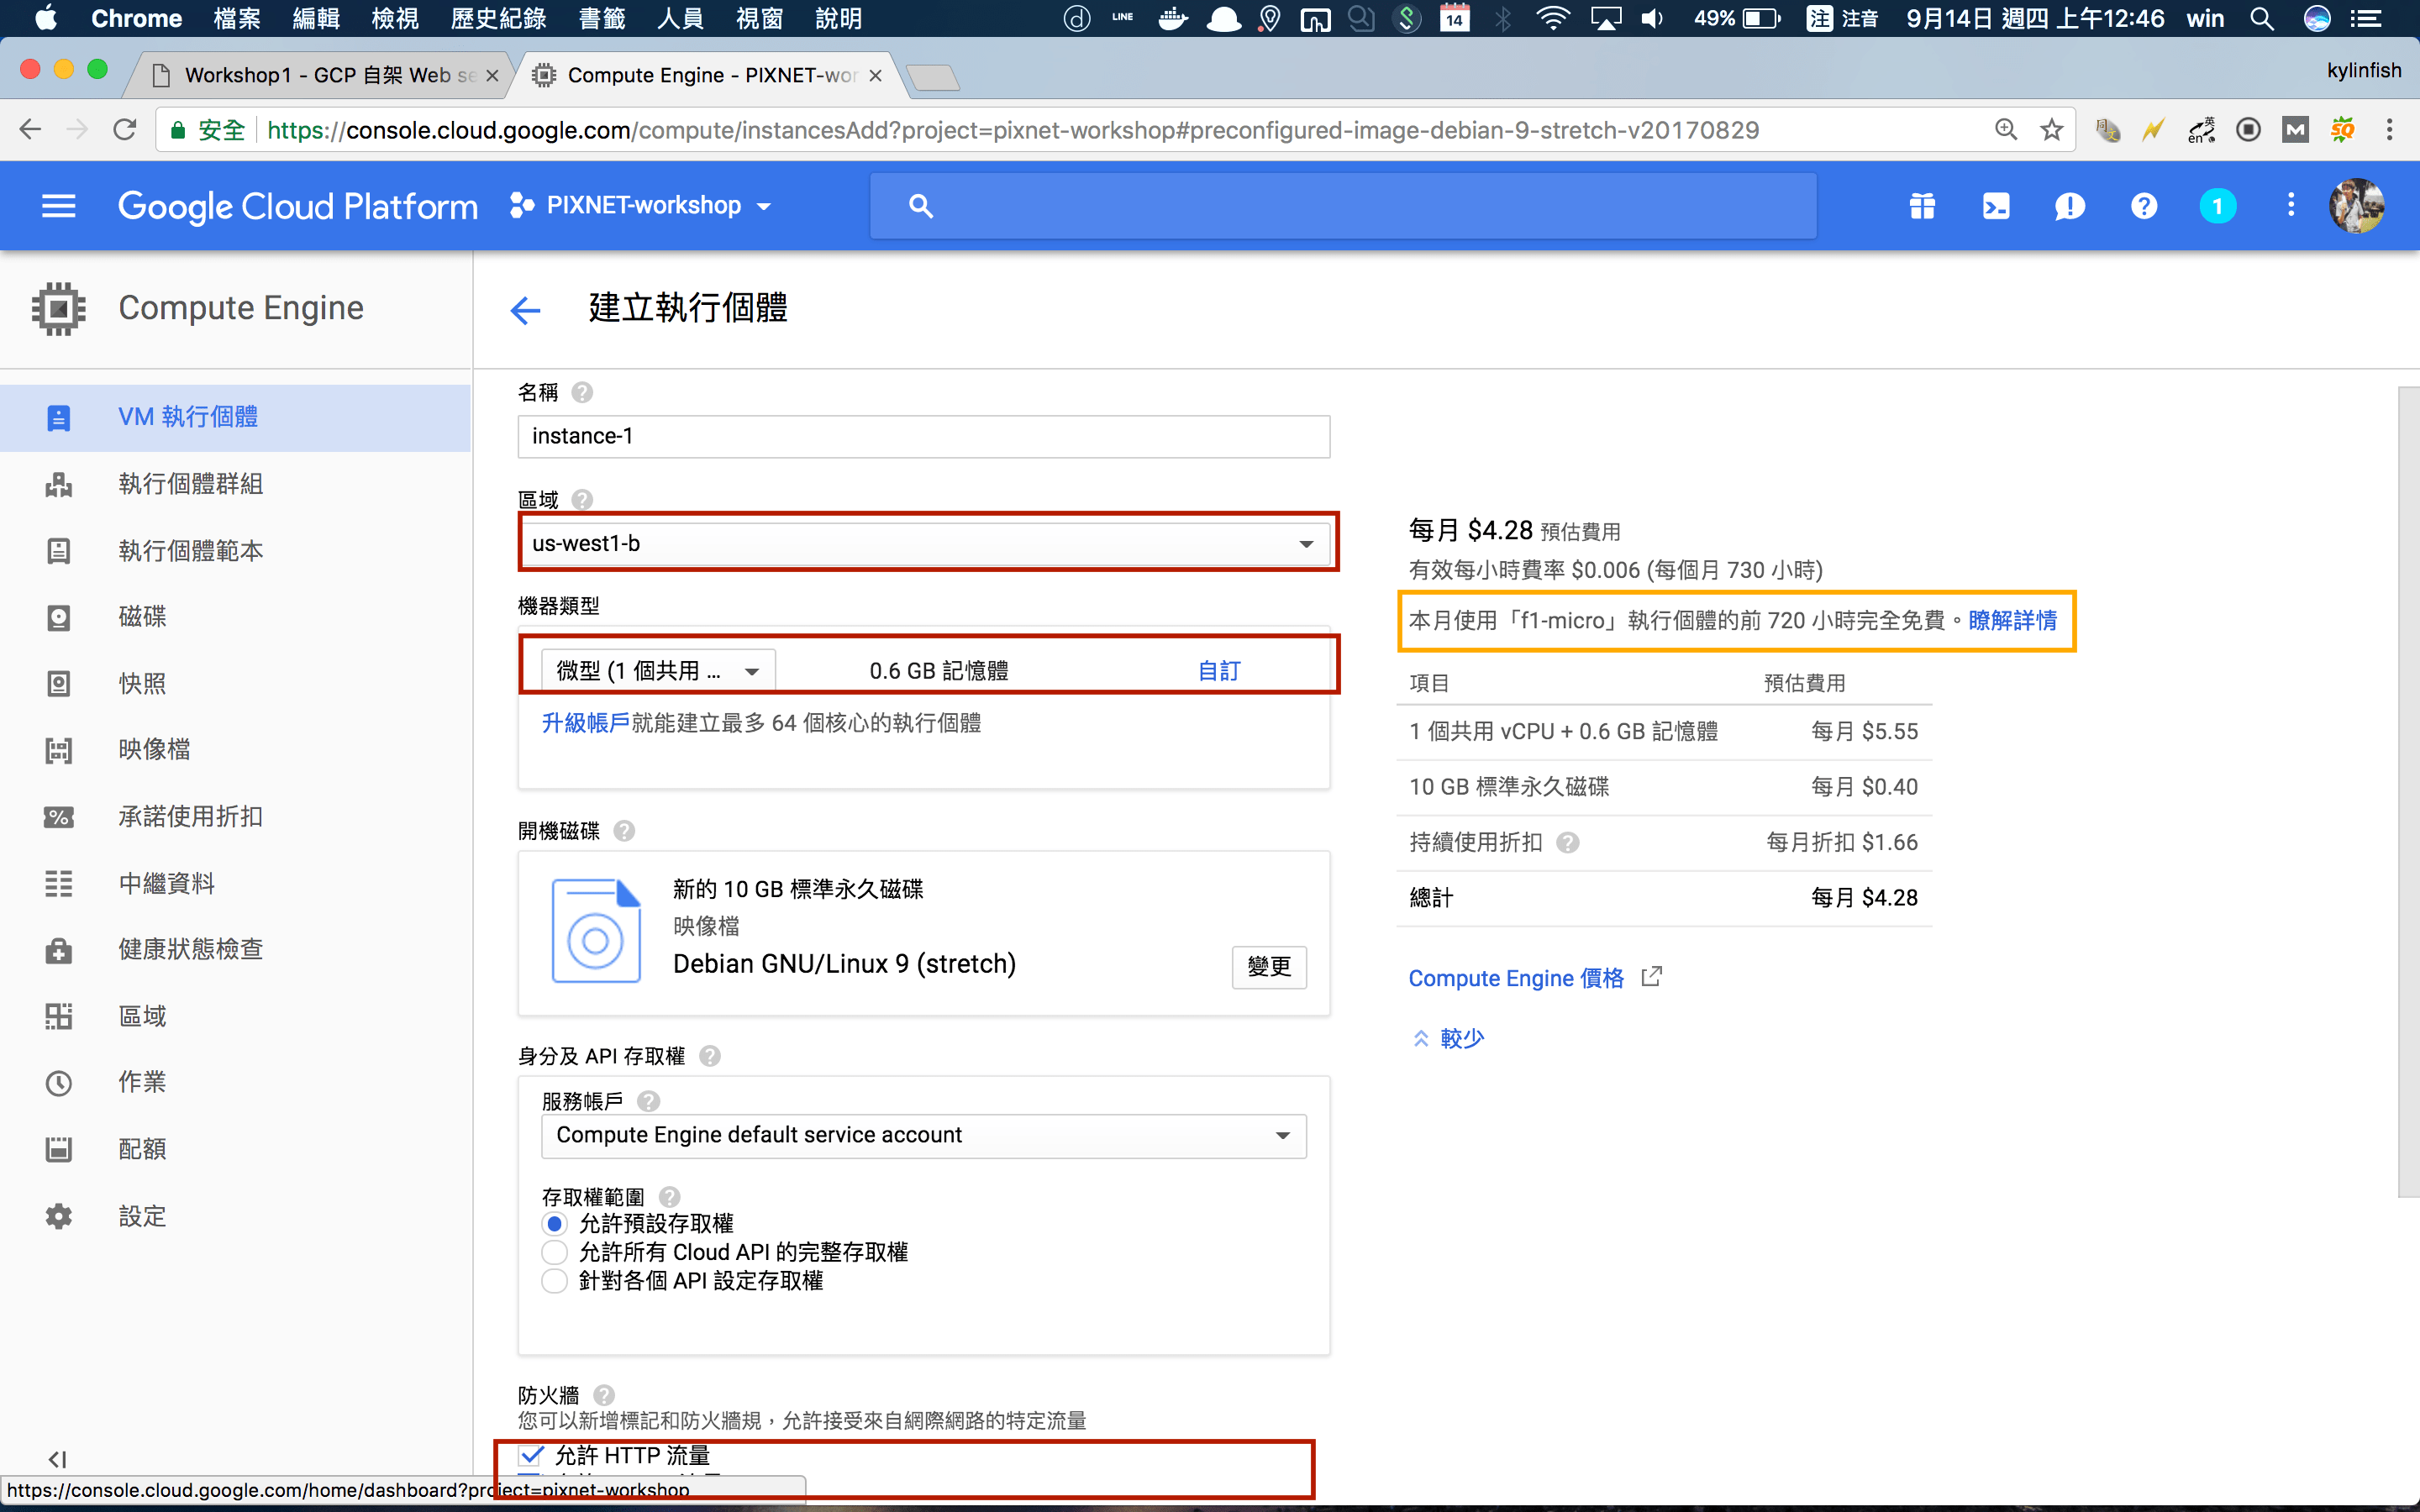 Chrome 檔案 編輯 檢視 歷史紀錄 書籤 人員 視窗 說明 LINE 14 49% 注 注音 9月14日 週四 上午12:46 win
Workshop1 - GCP 自架 Web se
Compute Engine - PIXNET-wor
kylinfish
安全 https://console.cloud.google.com/compute/instancesAdd?project=pixnet-workshop#preconfigured-image-debian-9-stretch-v20170829
Google Cloud Platform PIXNET-workshop 1
Compute Engine
建立執行個體
VM 執行個體
執行個體群組
執行個體範本
磁碟
快照
映像檔
承諾使用折扣
中繼資料
健康狀態檢查
區域
作業
配額
設定
名稱
instance-1
區域
us-west1-b
機器類型
微型 (1 個共用 ... 0.6 GB 記憶體 自訂
升級帳戶就能建立最多 64 個核心的執行個體
開機磁碟
新的 10 GB 標準永久磁碟
映像檔
Debian GNU/Linux 9 (stretch)
變更
身分及 API 存取權
服務帳戶
Compute Engine default service account
存取權範圍
允許預設存取權
允許所有 Cloud API 的完整存取權
針對各個 API 設定存取權
防火牆
您可以新增標記和防火牆規，允許接受來自網際網路的特定流量
允許 HTTP 流量
每月 $4.28 預估費用
有效每小時費率 $0.006 (每個月 730 小時)
本月使用「f1-micro」執行個體的前 720 小時完全免費。瞭解詳情
項目 預估費用
1 個共用 vCPU + 0.6 GB 記憶體 每月 $5.55
10 GB 標準永久磁碟 每月 $0.40
持續使用折扣 每月折扣 $1.66
總計 每月 $4.28
Compute Engine 價格
較少
https://console.cloud.google.com/home/dashboard?project=pixnet-workshop